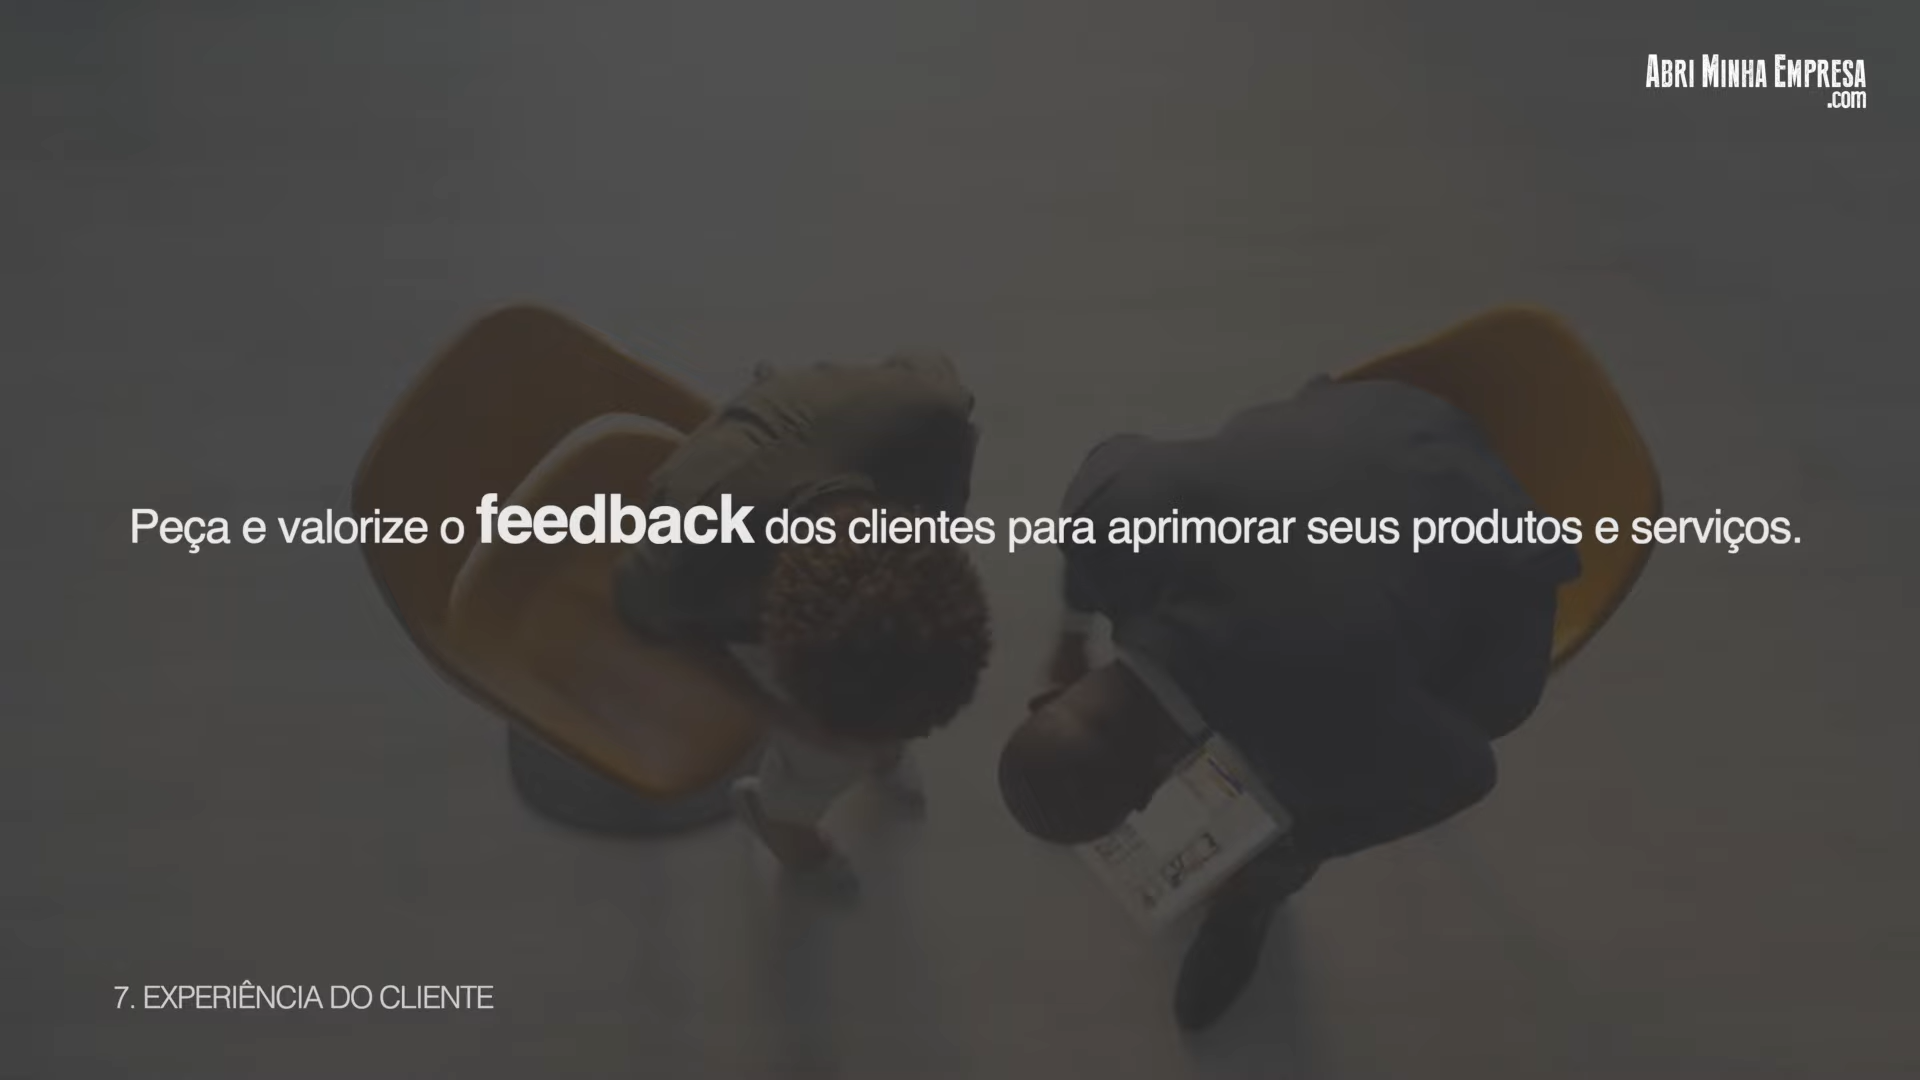 ABRI MINHA EMPRESA
.com
Peça e valorize o feedback dos clientes para aprimorar seus produtos e serviços.
7. EXPERIÊNCIA DO CLIENTE